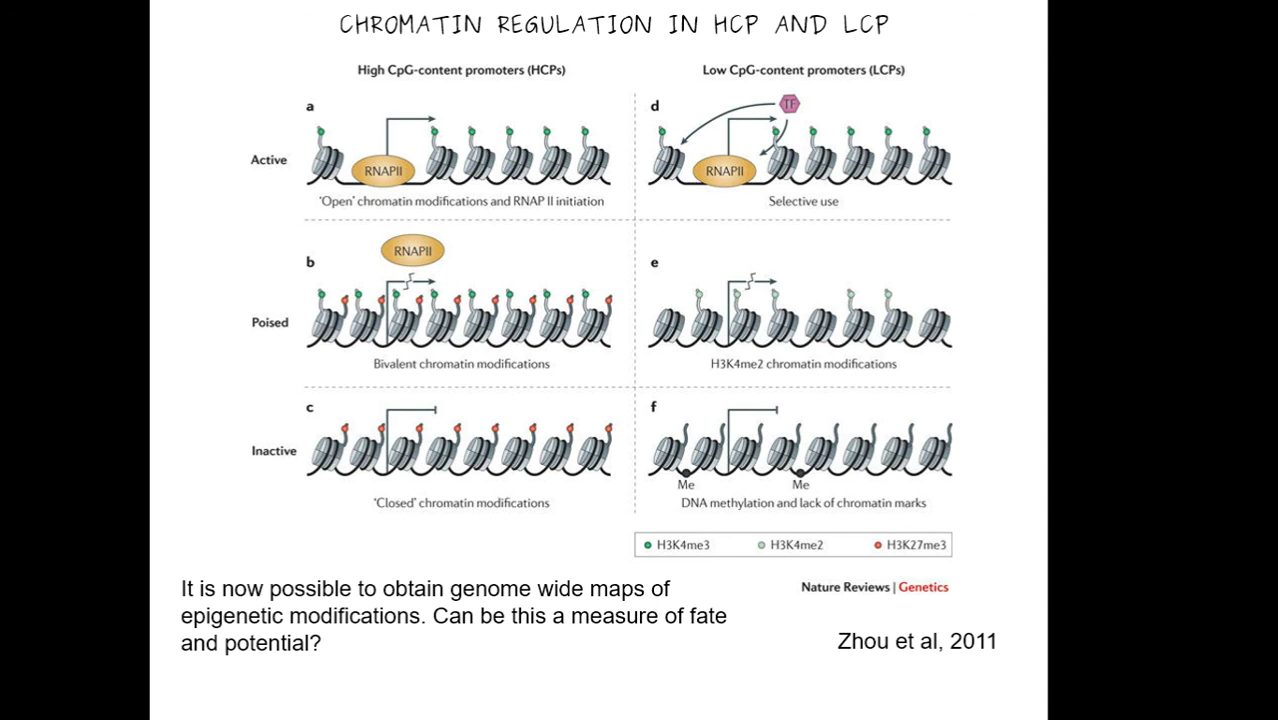 CHROMATIN REGULATION IN HCP AND LCP
High CpG-content promoters (HCPs)
Low CpG-content promoters (LCPs)
Active
a
RNAPII
'Open' chromatin modifications and RNAP II initiation
d
TF
RNAPII
Selective use
Poised
b
RNAPII
Bivalent chromatin modifications
e
H3K4me2 chromatin modifications
Inactive
c
'Closed' chromatin modifications
f
Me
Me
DNA methylation and lack of chromatin marks
H3K4me3
H3K4me2
H3K27me3
Nature Reviews | Genetics
It is now possible to obtain genome wide maps of
epigenetic modifications. Can be this a measure of fate
and potential?
Zhou et al, 2011